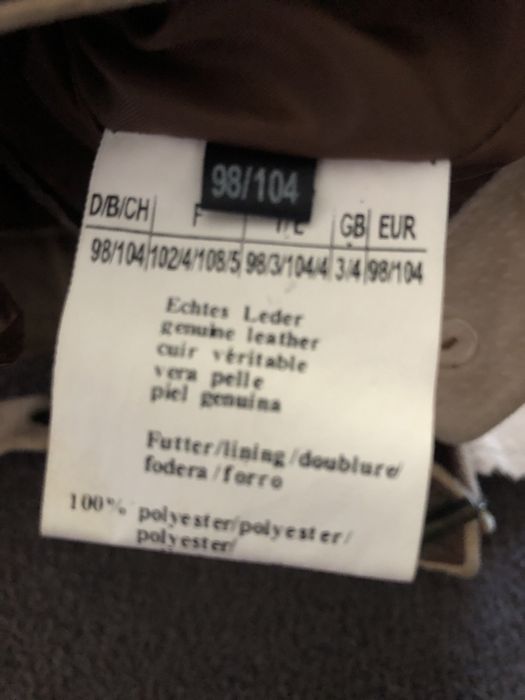 98/104
D/B/CH F GB EUR
98/104 102/4/108/5 98/3/104/4 3/4 98/104
Echtes Leder
genuine leather
cuir véritable
vera pelle
piel genuina
Futter/lining/doublure/
fodera/forro
100% polyester/polyester/
polyester/